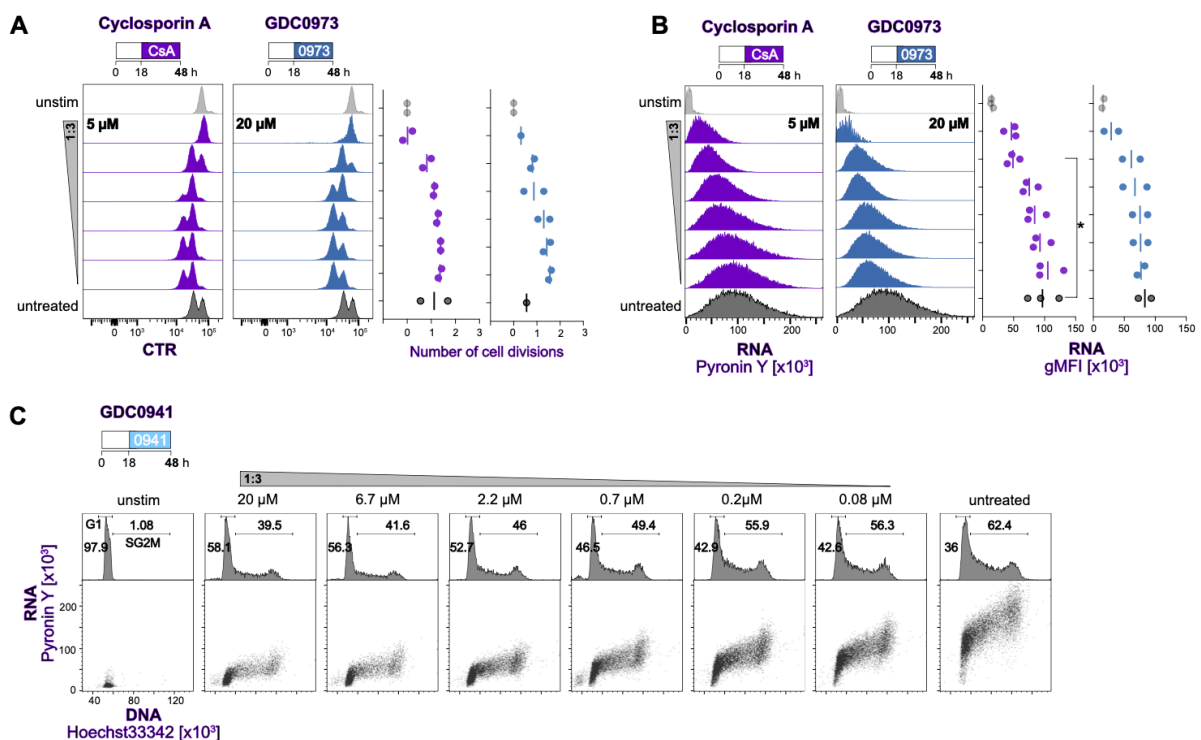 A
Cyclosporin A
GDC0973
CsA
0973
0 18 48 h
0 18 48 h
unstim
5 µM
20 µM
1:3
untreated
0 10³ 10⁴ 10⁵
0 10³ 10⁴ 10⁵
0 1 2 3
0 1 2 3
CTR
Number of cell divisions
B
Cyclosporin A
GDC0973
CsA
0973
0 18 48 h
0 18 48 h
unstim
5 µM
20 µM
1:3
*
untreated
0 100 200
0 100 200
0 50 100 150
0 50 100 150
RNA
RNA
Pyronin Y [x10³]
gMFI [x10³]
C
GDC0941
0941
0 18 48 h
1:3
unstim
20 µM
6.7 µM
2.2 µM
0.7 µM
0.2µM
0.08 µM
untreated
G1 1.08
SG2M
97.9
39.5
58.1
41.6
56.3
46
52.7
49.4
46.5
55.9
42.9
56.3
42.6
62.4
36
RNA
Pyronin Y [x10³]
200
100
0
40 80 120
DNA
Hoechst33342 [x10³]